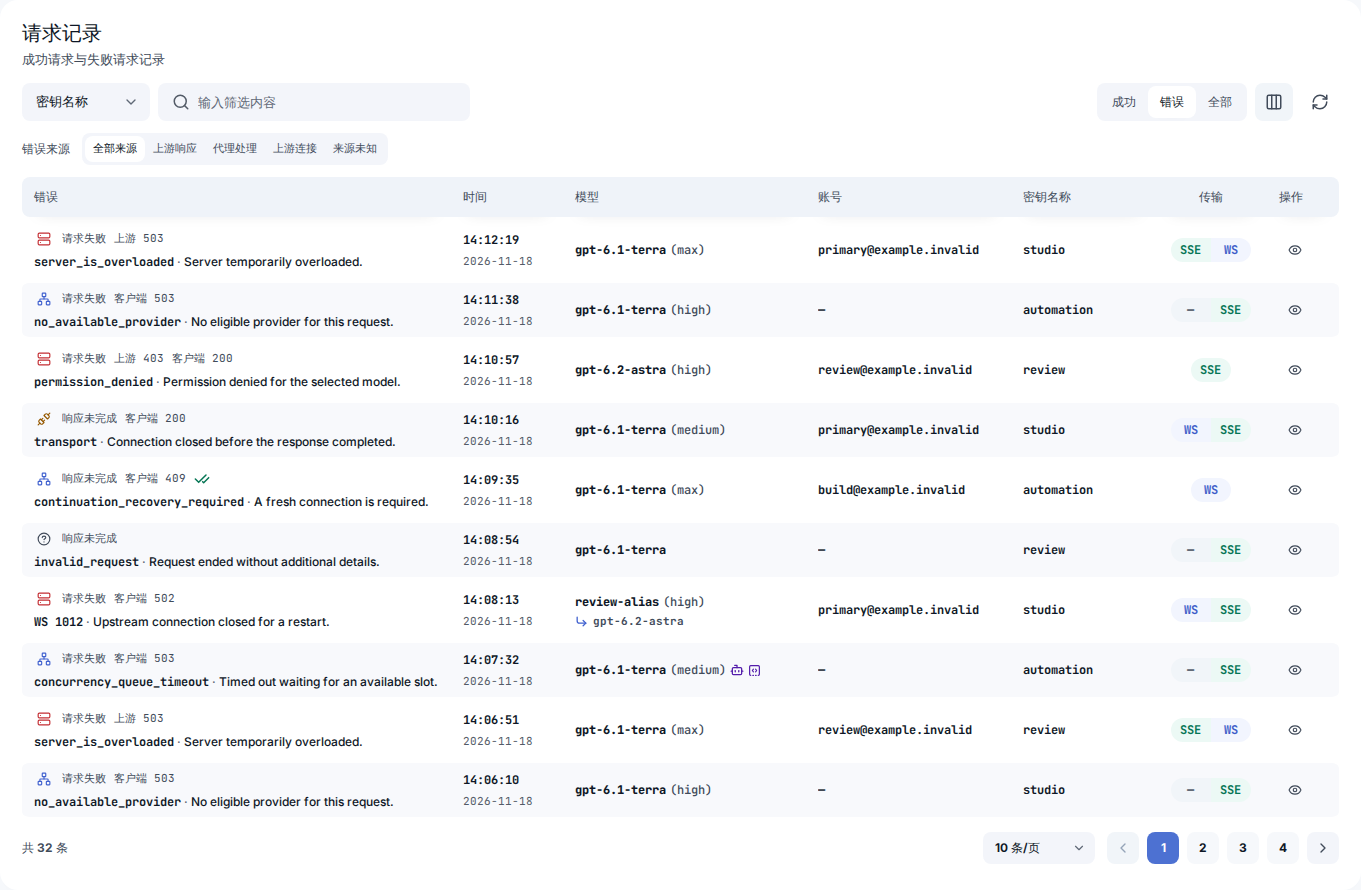 请求记录
成功请求与失败请求记录
密钥名称 输入筛选内容 成功 错误 全部
错误来源 全部来源 上游响应 代理处理 上游连接 来源未知
错误 时间 模型 账号 密钥名称 传输 操作
请求失败 上游 503
server_is_overloaded · Server temporarily overloaded.
14:12:19
2026-11-18
gpt-6.1-terra (max)
primary@example.invalid
studio
SSE WS
请求失败 客户端 503
no_available_provider · No eligible provider for this request.
14:11:38
2026-11-18
gpt-6.1-terra (high)
—
automation
— SSE
请求失败 上游 403 客户端 200
permission_denied · Permission denied for the selected model.
14:10:57
2026-11-18
gpt-6.2-astra (high)
review@example.invalid
review
SSE
响应未完成 客户端 200
transport · Connection closed before the response completed.
14:10:16
2026-11-18
gpt-6.1-terra (medium)
primary@example.invalid
studio
WS SSE
响应未完成 客户端 409
continuation_recovery_required · A fresh connection is required.
14:09:35
2026-11-18
gpt-6.1-terra (max)
build@example.invalid
automation
WS
响应未完成
invalid_request · Request ended without additional details.
14:08:54
2026-11-18
gpt-6.1-terra
—
review
— SSE
请求失败 客户端 502
WS 1012 · Upstream connection closed for a restart.
14:08:13
2026-11-18
review-alias (high)
gpt-6.2-astra
primary@example.invalid
studio
WS SSE
请求失败 客户端 503
concurrency_queue_timeout · Timed out waiting for an available slot.
14:07:32
2026-11-18
gpt-6.1-terra (medium)
—
automation
— SSE
请求失败 上游 503
server_is_overloaded · Server temporarily overloaded.
14:06:51
2026-11-18
gpt-6.1-terra (max)
review@example.invalid
review
SSE WS
请求失败 客户端 503
no_available_provider · No eligible provider for this request.
14:06:10
2026-11-18
gpt-6.1-terra (high)
—
studio
— SSE
共 32 条 10 条/页 1 2 3 4